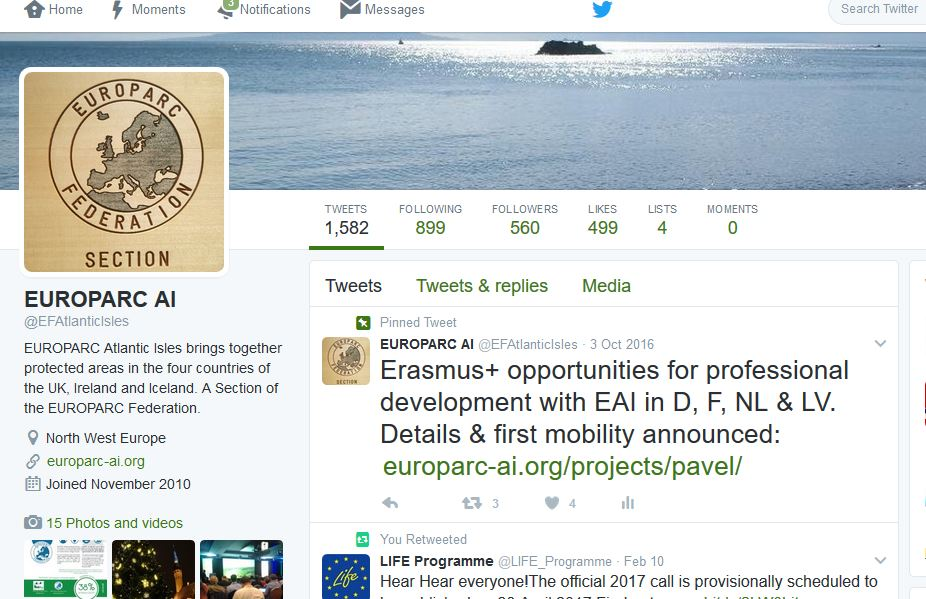 Home
Moments
3
Notifications
Messages
Search Twitter
EUROPARC
FEDERATION
SECTION
TWEETS
1,582
FOLLOWING
899
FOLLOWERS
560
LIKES
499
LISTS
4
MOMENTS
0
EUROPARC AI
@EFAtlanticIsles
EUROPARC Atlantic Isles brings together
protected areas in the four countries of
the UK, Ireland and Iceland. A Section of
the EUROPARC Federation.
North West Europe
europarc-ai.org
Joined November 2010
15 Photos and videos
38%
Tweets
Tweets & replies
Media
Pinned Tweet
SECTION
EUROPARC AI @EFAtlanticIsles · 3 Oct 2016
Erasmus+ opportunities for professional
development with EAI in D, F, NL & LV.
Details & first mobility announced:
europarc-ai.org/projects/pavel/
3
4
You Retweeted
Life
LIFE Programme @LIFE_Programme · Feb 10
Hear Hear everyone!The official 2017 call is provisionally scheduled to